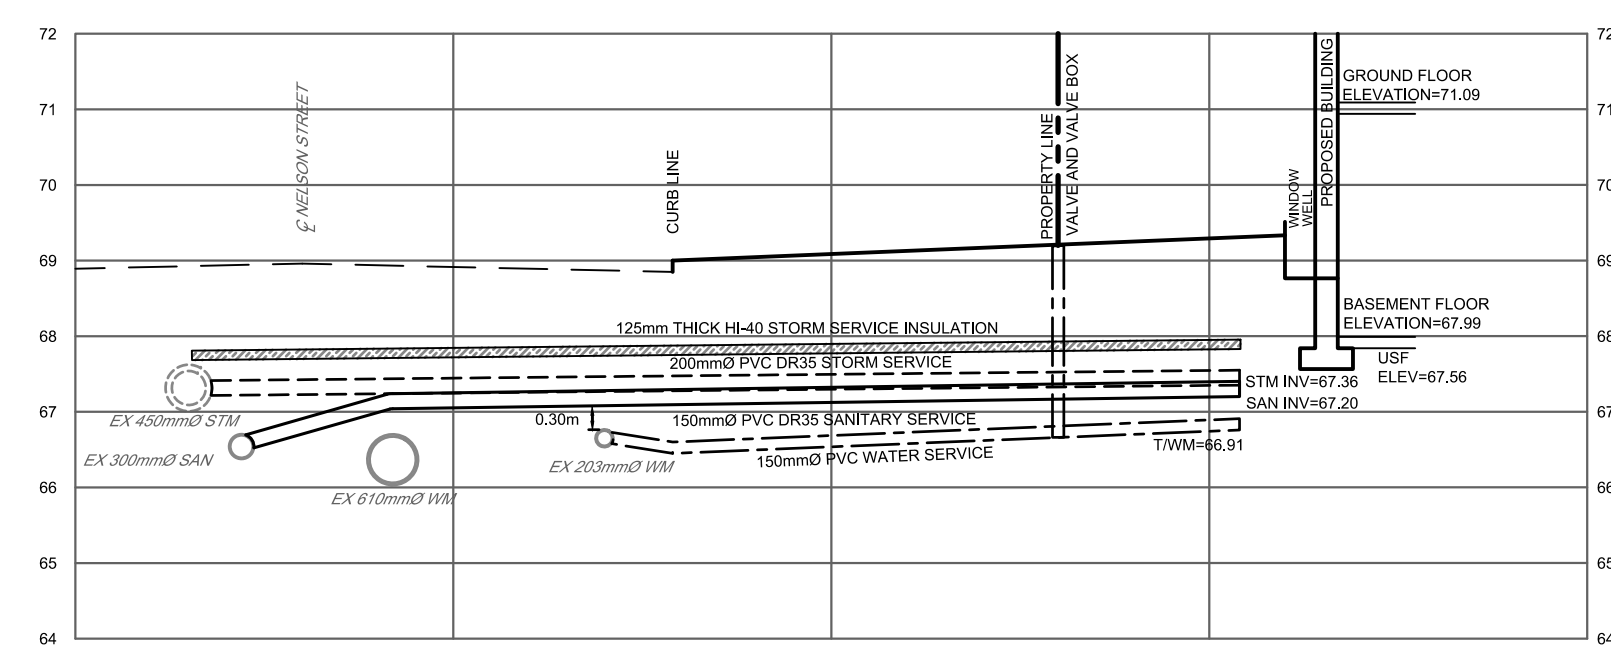 72
72
71
71
70
70
69
69
68
68
67
67
66
66
65
65
64
64
℄ NELSON STREET
CURB LINE
PROPERTY LINE
VALVE AND VALVE BOX
WINDOW
WELL
PROPOSED BUILDING
GROUND FLOOR
ELEVATION=71.09
BASEMENT FLOOR
ELEVATION=67.99
USF
ELEV=67.56
125mm THICK HI-40 STORM SERVICE INSULATION
200mmØ PVC DR35 STORM SERVICE
STM INV=67.36
SAN INV=67.20
EX 450mmØ STM
0.30m
150mmØ PVC DR35 SANITARY SERVICE
T/WM=66.91
EX 300mmØ SAN
EX 203mmØ WM
150mmØ PVC WATER SERVICE
EX 610mmØ WM